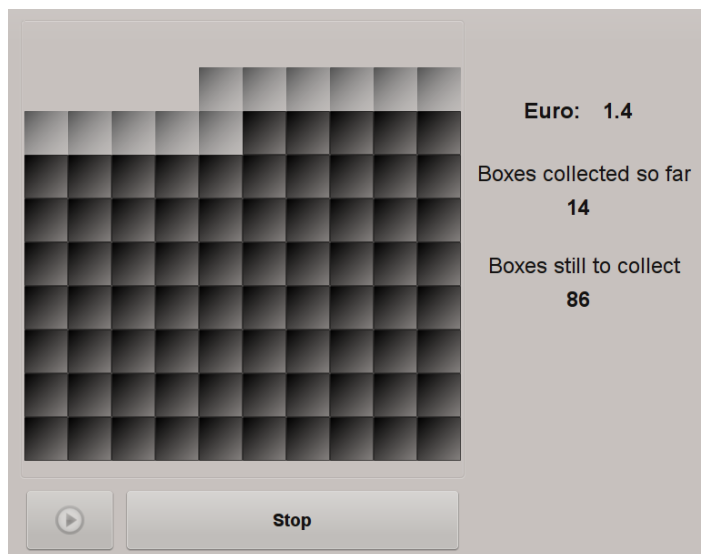 Euro: 1.4
Boxes collected so far
14
Boxes still to collect
86
Stop